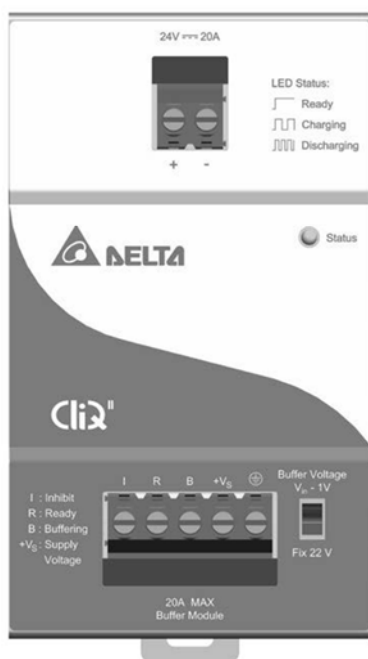 24V ⎓ 20A
LED Status:
Ready
Charging
Discharging
+ -
Status
DELTA
CliQ II
I R B +Vs
I : Inhibit
R : Ready
B : Buffering
+Vs : Supply
Voltage
Buffer Voltage
Vin - 1V
Fix 22 V
20A MAX
Buffer Module